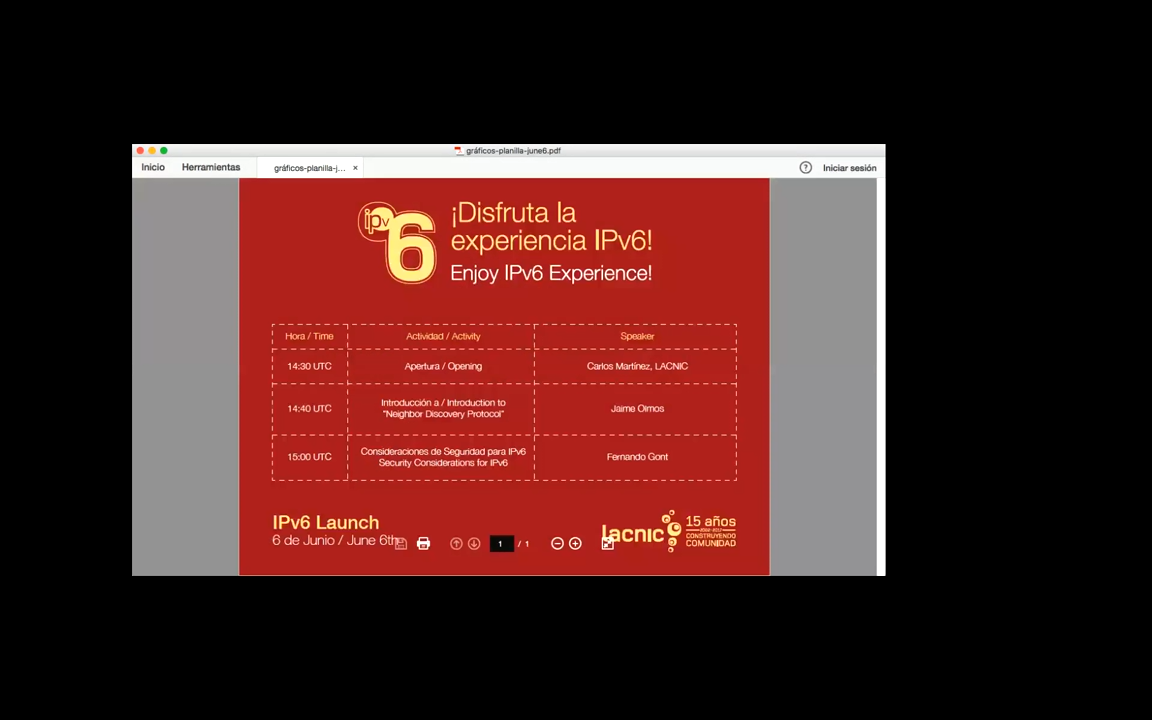 gráficos-planilla-june6.pdf
Inicio
Herramientas
gráficos-planilla-j... ×
?
Iniciar sesión
ipv6
¡Disfruta la
experiencia IPv6!
Enjoy IPv6 Experience!
Hora / Time
Actividad / Activity
Speaker
14:30 UTC
Apertura / Opening
Carlos Martínez, LACNIC
14:40 UTC
Introducción a / Introduction to
"Neighbor Discovery Protocol"
Jaime Olmos
15:00 UTC
Consideraciones de Seguridad para IPv6
Security Considerations for IPv6
Fernando Gont
IPv6 Launch
6 de Junio / June 6th
1 / 1
lacnic
15 años
2002-2017
CONSTRUYENDO
COMUNIDAD